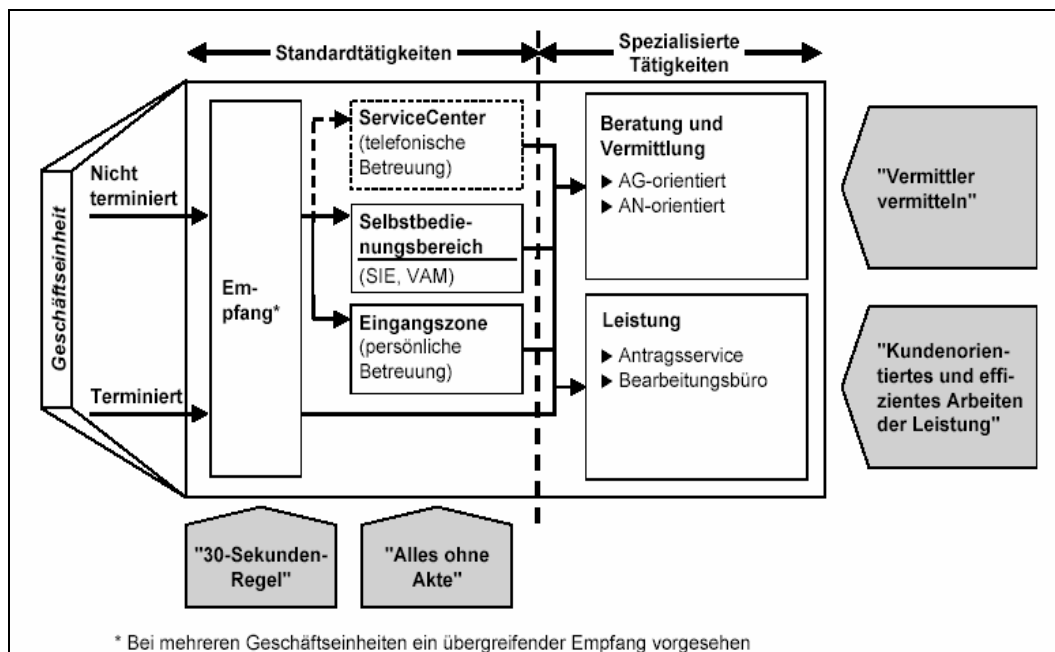 Standardtätigkeiten
Spezialisierte
Tätigkeiten
Geschäftseinheit
Nicht
terminiert
Terminiert
Em-
pfang*
ServiceCenter
(telefonische
Betreuung)
Selbstbedie-
nungsbereich
(SIE, VAM)
Eingangszone
(persönliche
Betreuung)
Beratung und
Vermittlung
▶ AG-orientiert
▶ AN-orientiert
Leistung
▶ Antragsservice
▶ Bearbeitungsbüro
"Vermittler
vermitteln"
"Kundenorien-
tiertes und effi-
zientes Arbeiten
der Leistung"
"30-Sekunden-
Regel"
"Alles ohne
Akte"
* Bei mehreren Geschäftseinheiten ein übergreifender Empfang vorgesehen